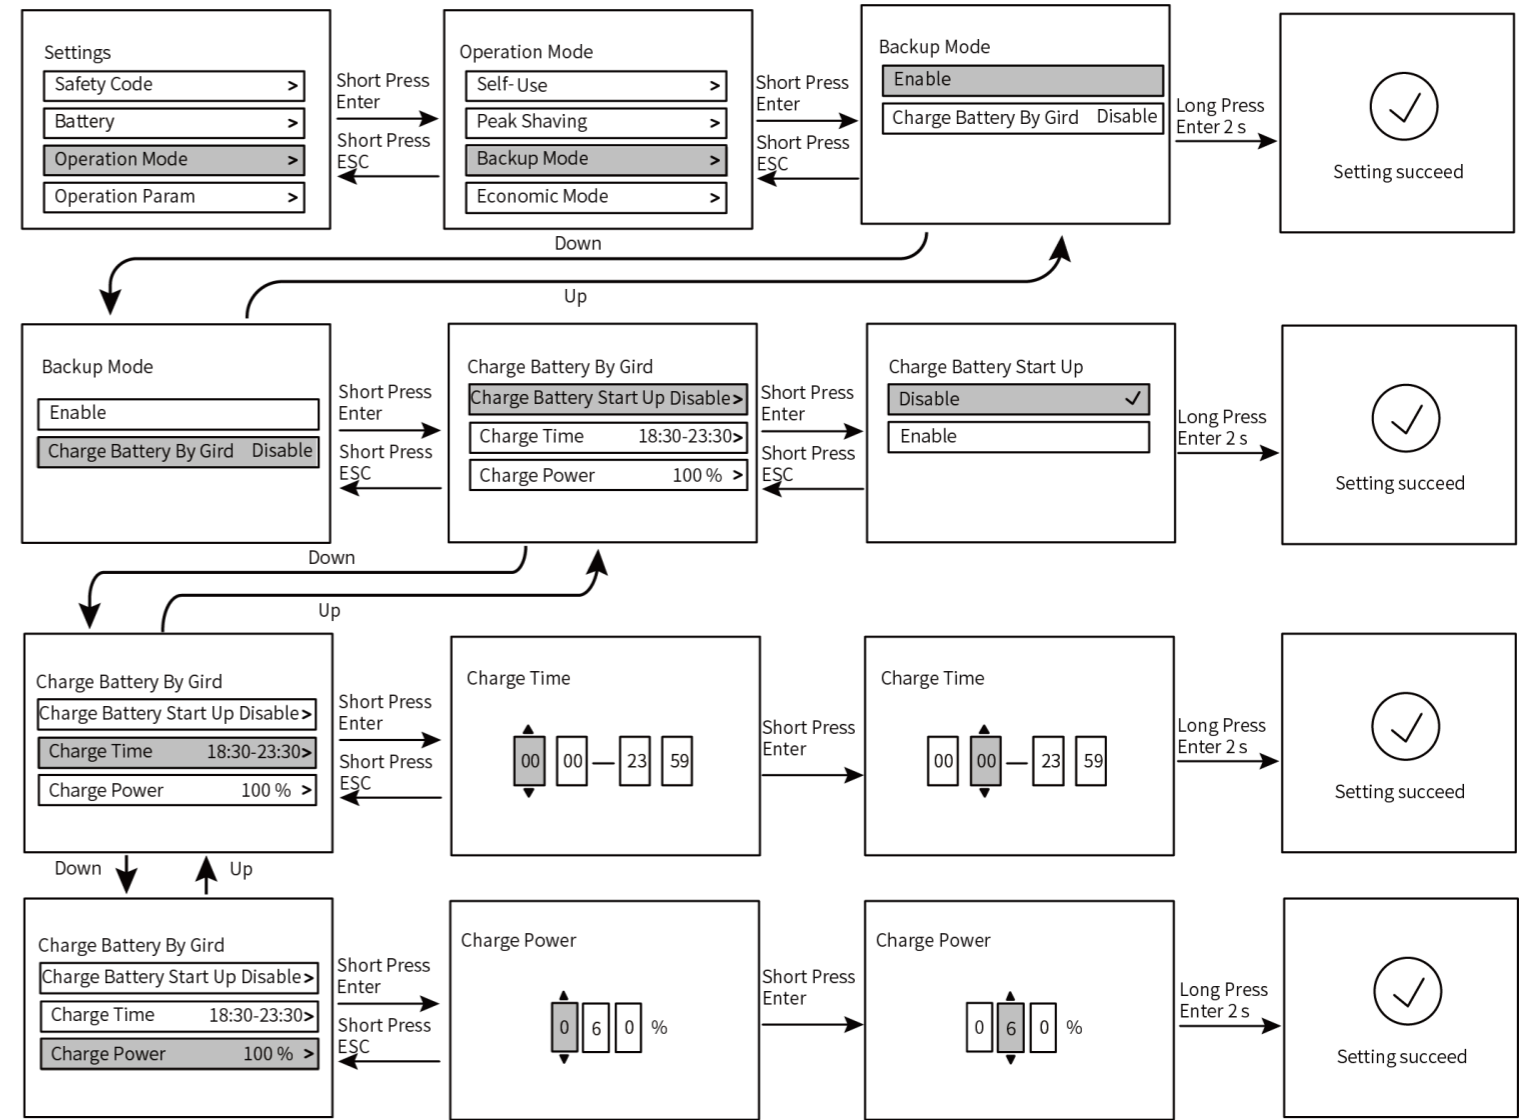 Settings
Safety Code >
Battery >
Operation Mode >
Operation Param >
Short Press
Enter
Short Press
ESC
Operation Mode
Self-Use >
Peak Shaving >
Backup Mode >
Economic Mode >
Short Press
Enter
Short Press
ESC
Backup Mode
Enable
Charge Battery By Gird Disable
Long Press
Enter 2 s
Setting succeed
Down
Up
Backup Mode
Enable
Charge Battery By Gird Disable
Short Press
Enter
Short Press
ESC
Charge Battery By Gird
Charge Battery Start Up Disable>
Charge Time 18:30-23:30>
Charge Power 100 % >
Short Press
Enter
Short Press
ESC
Charge Battery Start Up
Disable ✓
Enable
Long Press
Enter 2 s
Setting succeed
Down
Up
Charge Battery By Gird
Charge Battery Start Up Disable>
Charge Time 18:30-23:30>
Charge Power 100 % >
Short Press
Enter
Short Press
ESC
Charge Time
00 00 — 23 59
Short Press
Enter
Charge Time
00 00 — 23 59
Long Press
Enter 2 s
Setting succeed
Down
Up
Charge Battery By Gird
Charge Battery Start Up Disable>
Charge Time 18:30-23:30>
Charge Power 100 % >
Short Press
Enter
Short Press
ESC
Charge Power
0 6 0 %
Short Press
Enter
Charge Power
0 6 0 %
Long Press
Enter 2 s
Setting succeed